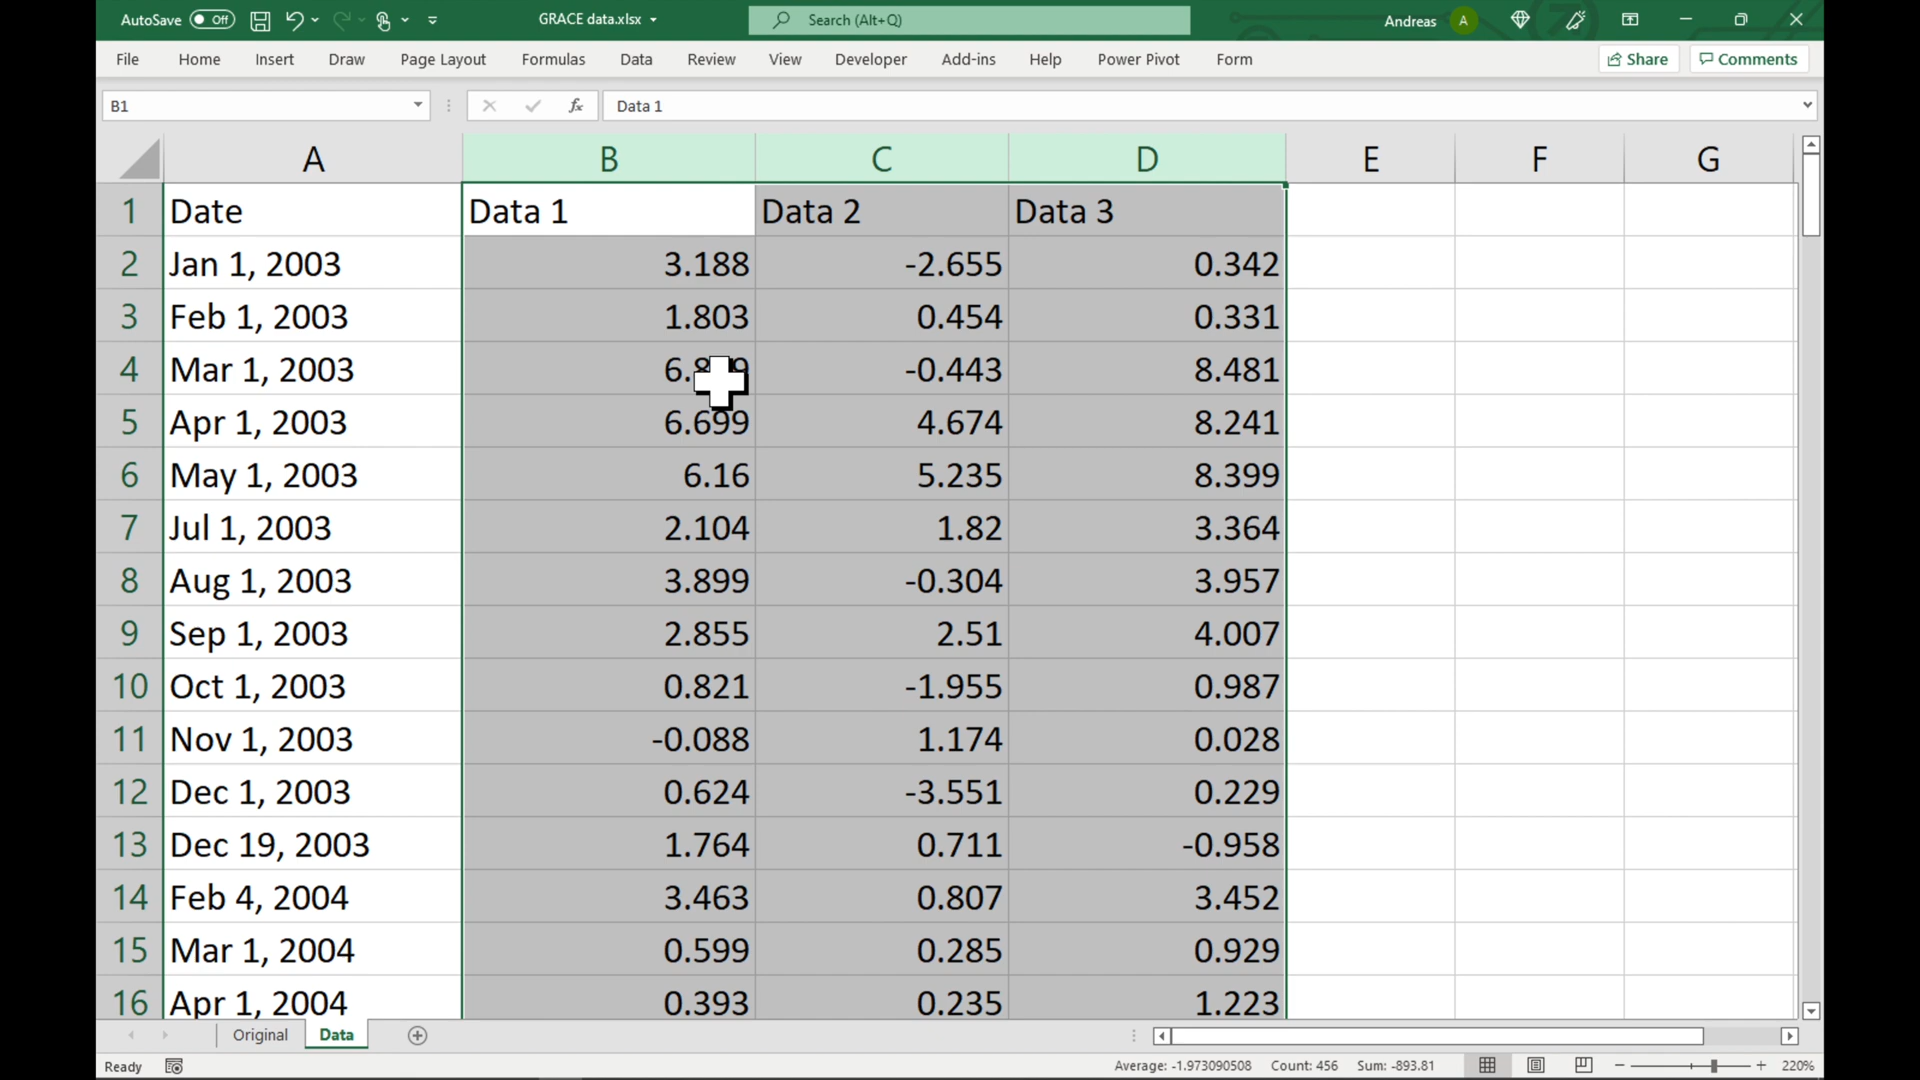 AutoSave Off GRACE data.xlsx Search (Alt+Q) Andreas A
File Home Insert Draw Page Layout Formulas Data Review View Developer Add-ins Help Power Pivot Form Share Comments
B1 fx Data 1
A B C D E F G
1 Date Data 1 Data 2 Data 3
2 Jan 1, 2003 3.188 -2.655 0.342
3 Feb 1, 2003 1.803 0.454 0.331
4 Mar 1, 2003 -0.443 8.481
5 Apr 1, 2003 6.699 4.674 8.241
6 May 1, 2003 6.16 5.235 8.399
7 Jul 1, 2003 2.104 1.82 3.364
8 Aug 1, 2003 3.899 -0.304 3.957
9 Sep 1, 2003 2.855 2.51 4.007
10 Oct 1, 2003 0.821 -1.955 0.987
11 Nov 1, 2003 -0.088 1.174 0.028
12 Dec 1, 2003 0.624 -3.551 0.229
13 Dec 19, 2003 1.764 0.711 -0.958
14 Feb 4, 2004 3.463 0.807 3.452
15 Mar 1, 2004 0.599 0.285 0.929
16 Apr 1, 2004 0.393 0.235 1.223
Original Data
Ready Average: -1.973090508 Count: 456 Sum: -893.81 220%